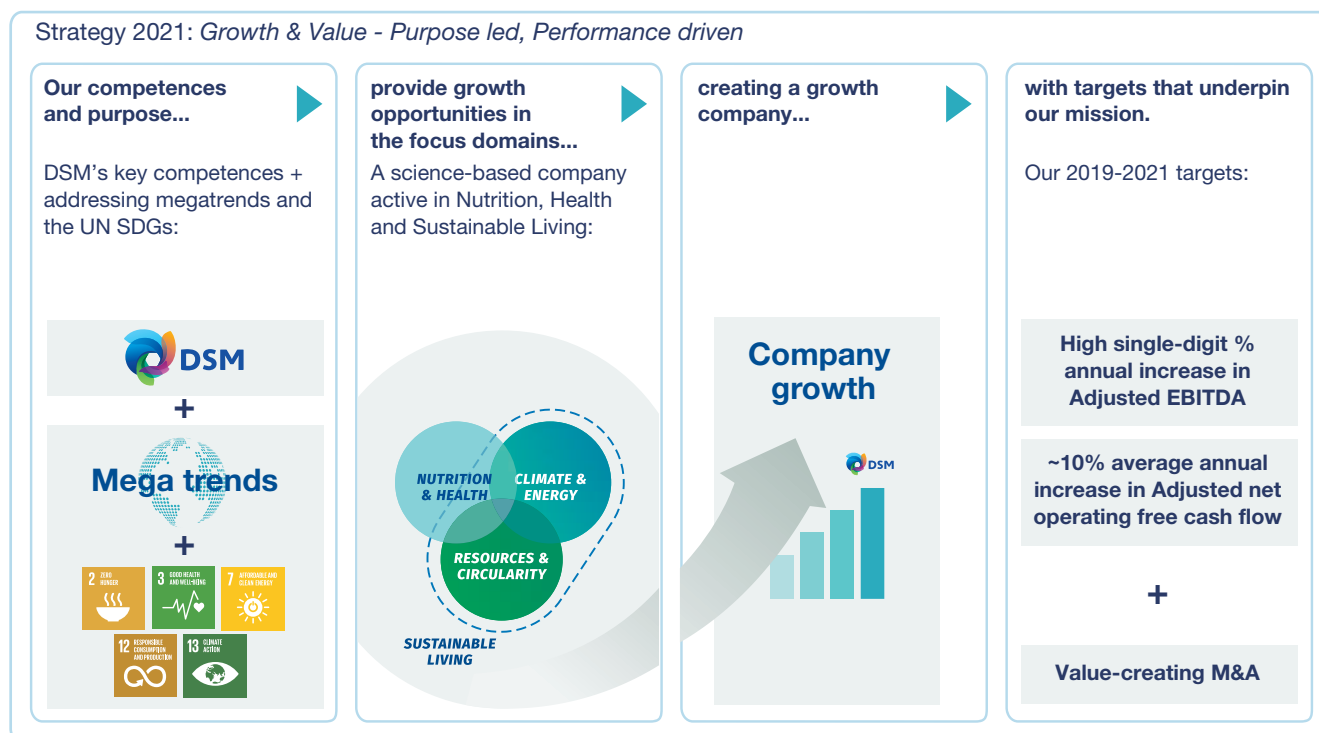 Strategy 2021: Growth & Value - Purpose led, Performance driven
Our competences
and purpose...
DSM's key competences +
addressing megatrends and
the UN SDGs:
DSM
+
Mega trends
+
2 ZERO
HUNGER
3 GOOD HEALTH
AND WELL-BEING
7 AFFORDABLE AND
CLEAN ENERGY
12 RESPONSIBLE
CONSUMPTION
AND PRODUCTION
13 CLIMATE
ACTION
provide growth
opportunities in
the focus domains...
A science-based company
active in Nutrition, Health
and Sustainable Living:
NUTRITION
& HEALTH
CLIMATE &
ENERGY
RESOURCES &
CIRCULARITY
SUSTAINABLE
LIVING
creating a growth
company...
Company
growth
DSM
with targets that underpin
our mission.
Our 2019-2021 targets:
High single-digit %
annual increase in
Adjusted EBITDA
~10% average annual
increase in Adjusted net
operating free cash flow
+
Value-creating M&A